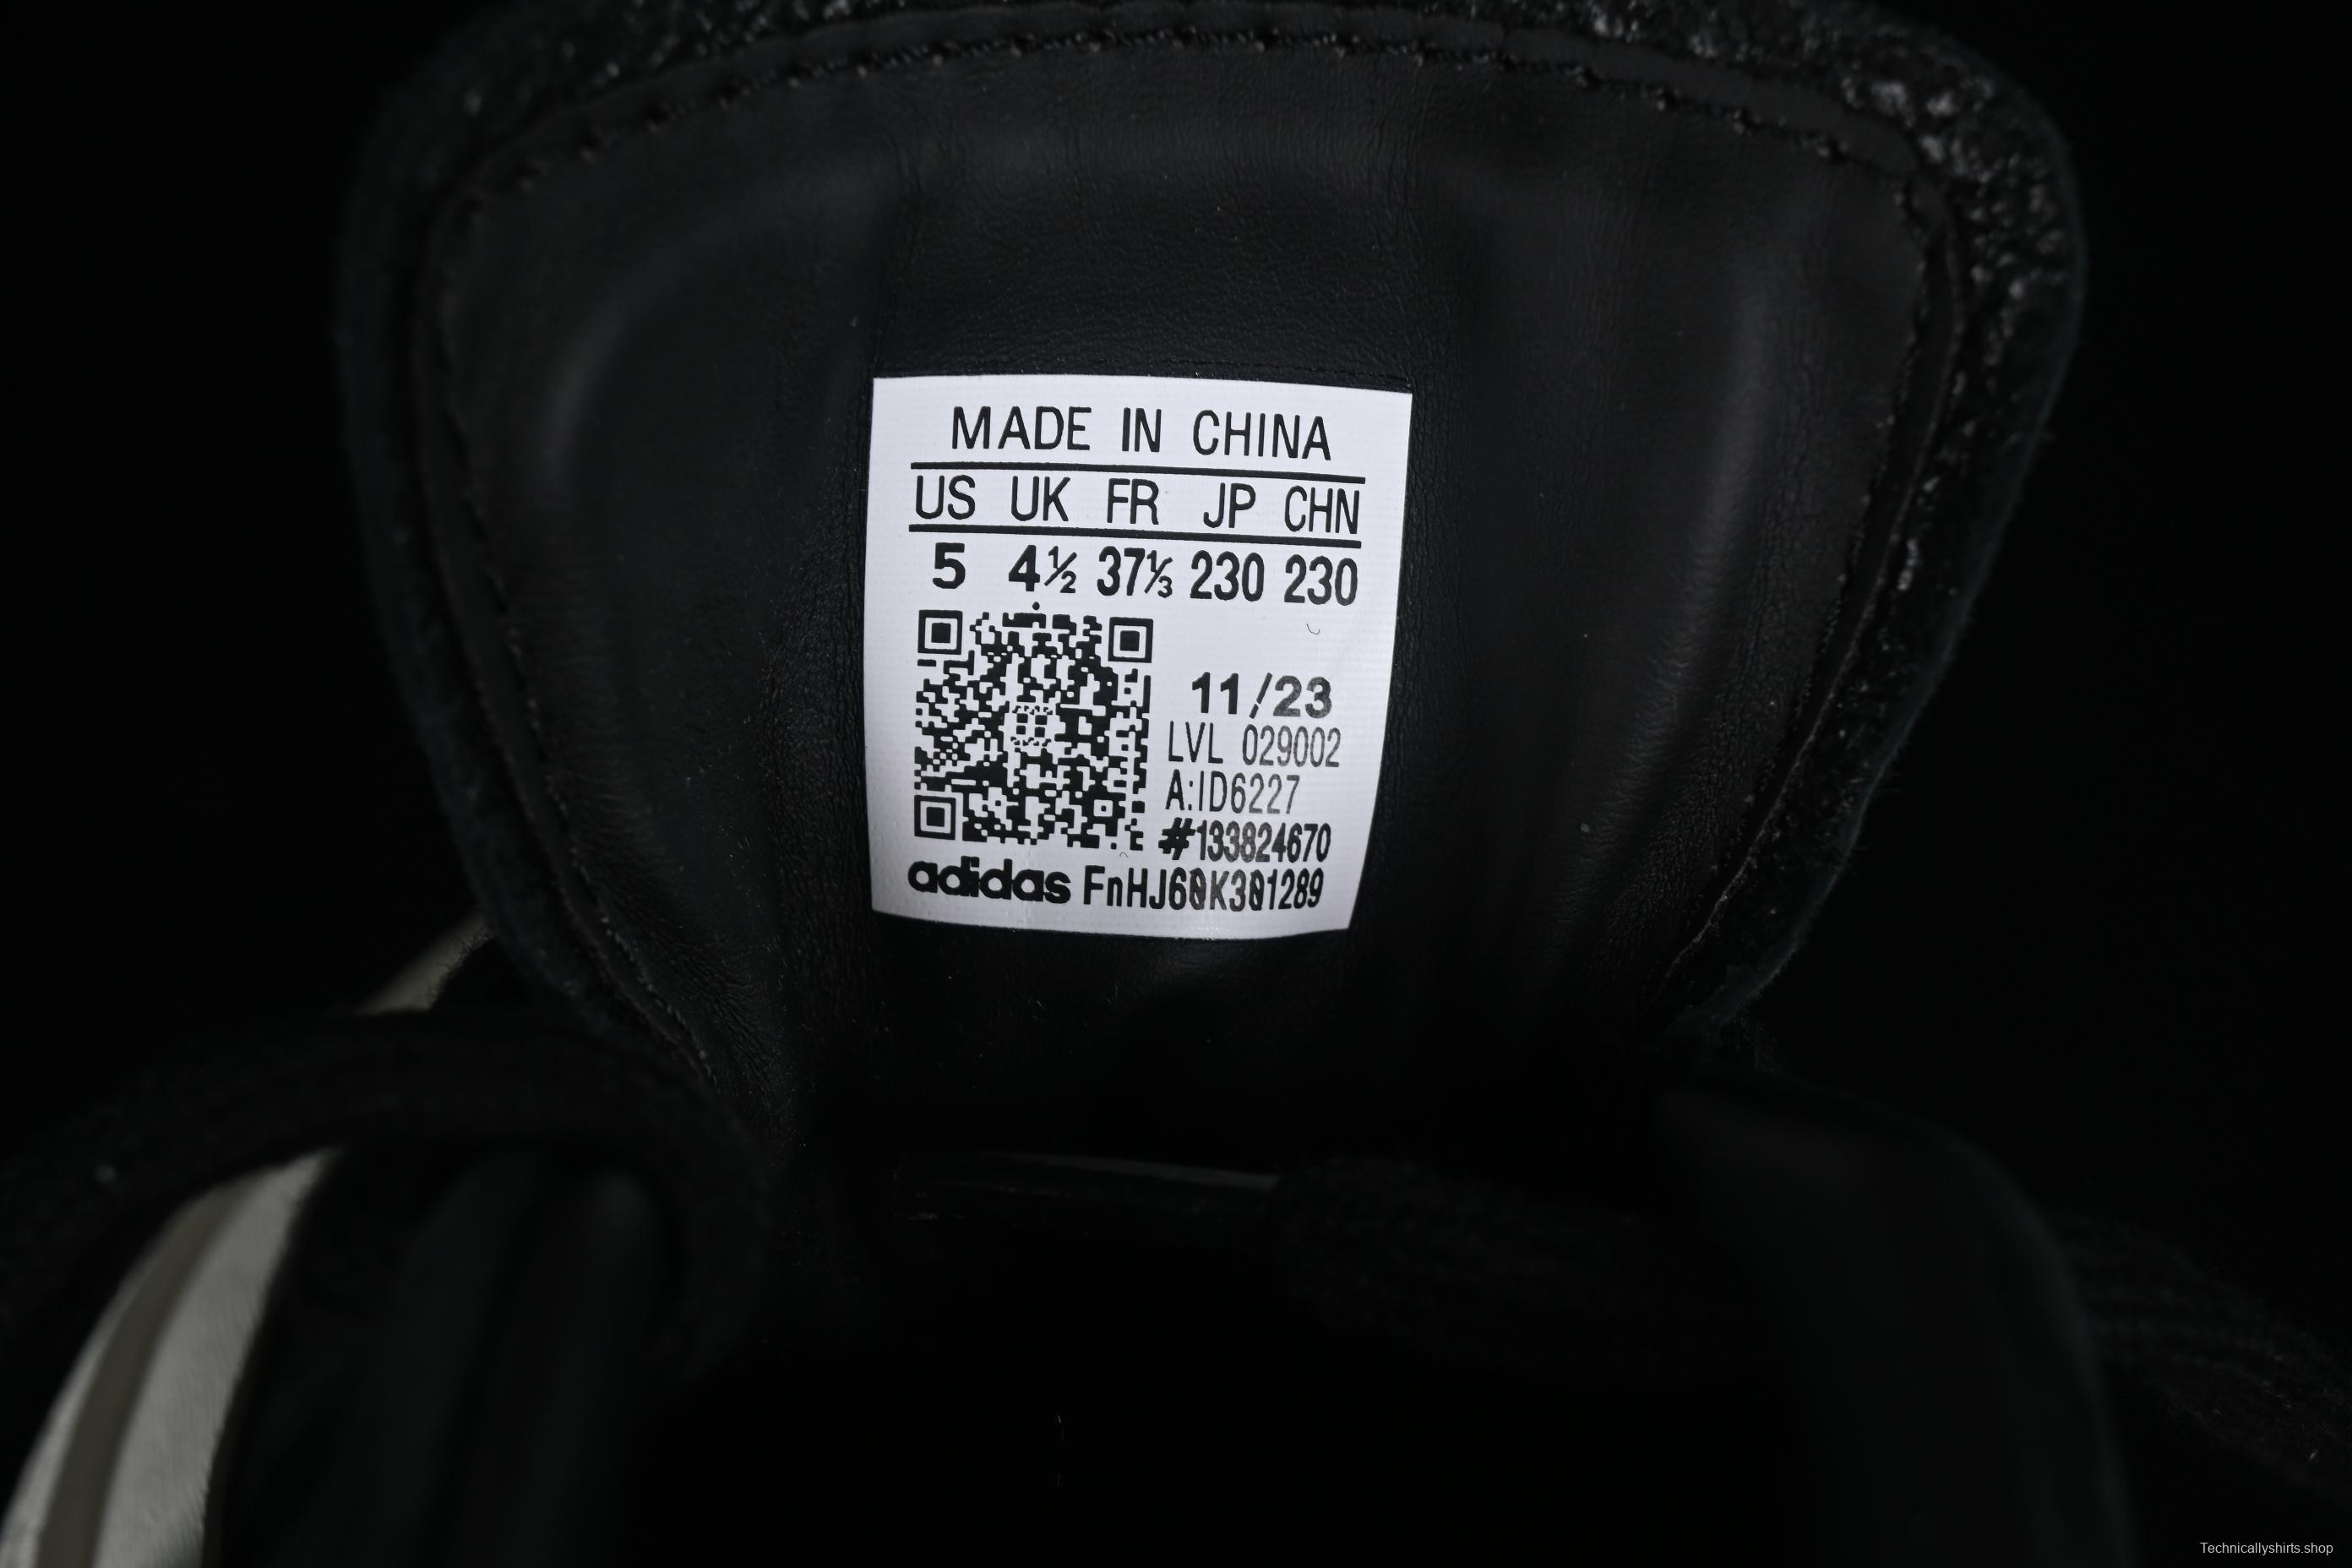 MADE IN CHINA
US UK FR JP CHN
5 4½ 37⅓ 230 230
11/23
LVL 029002
A:ID6227
#133824670
adidas FnHJ60K301289
Technicallyshirts.shop